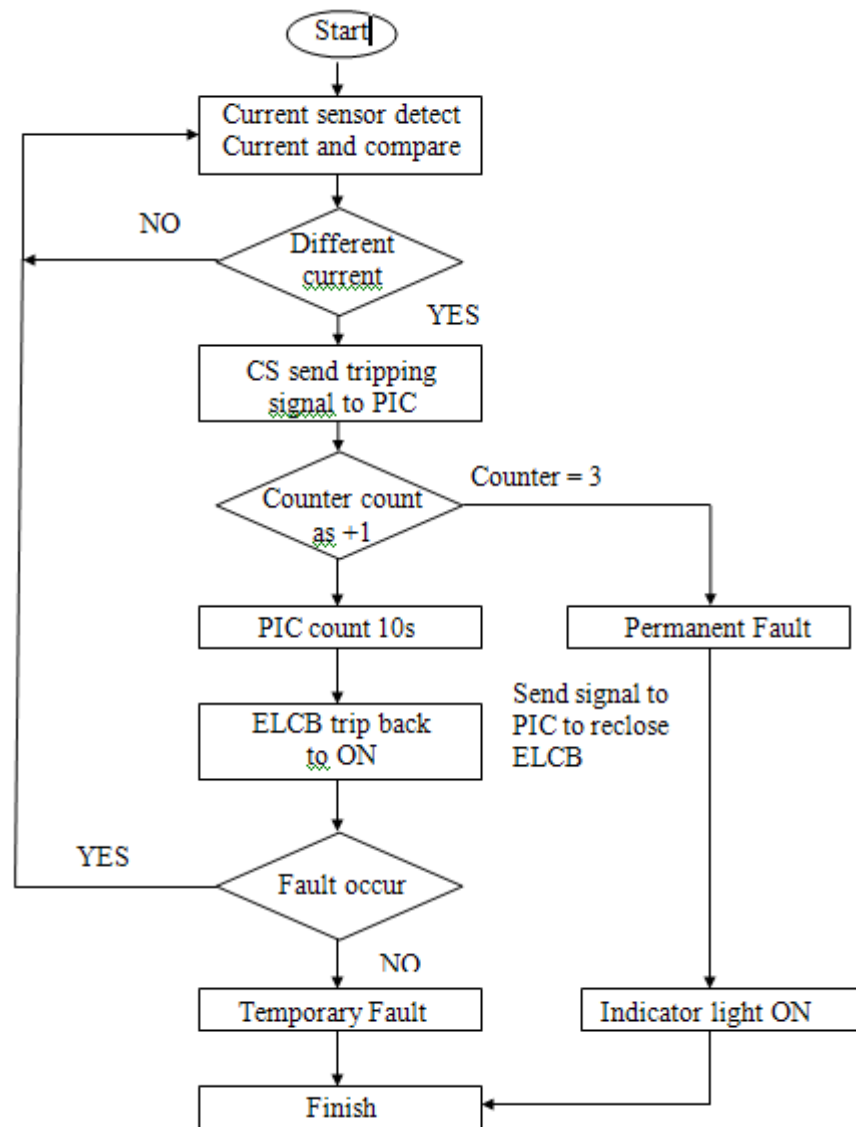 Start
Current sensor detect
Current and compare
NO
Different
current
YES
CS send tripping
signal to PIC
Counter = 3
Counter count
as +1
PIC count 10s
Permanent Fault
Send signal to
PIC to reclose
ELCB
ELCB trip back
to ON
YES
Fault occur
NO
Temporary Fault
Indicator light ON
Finish